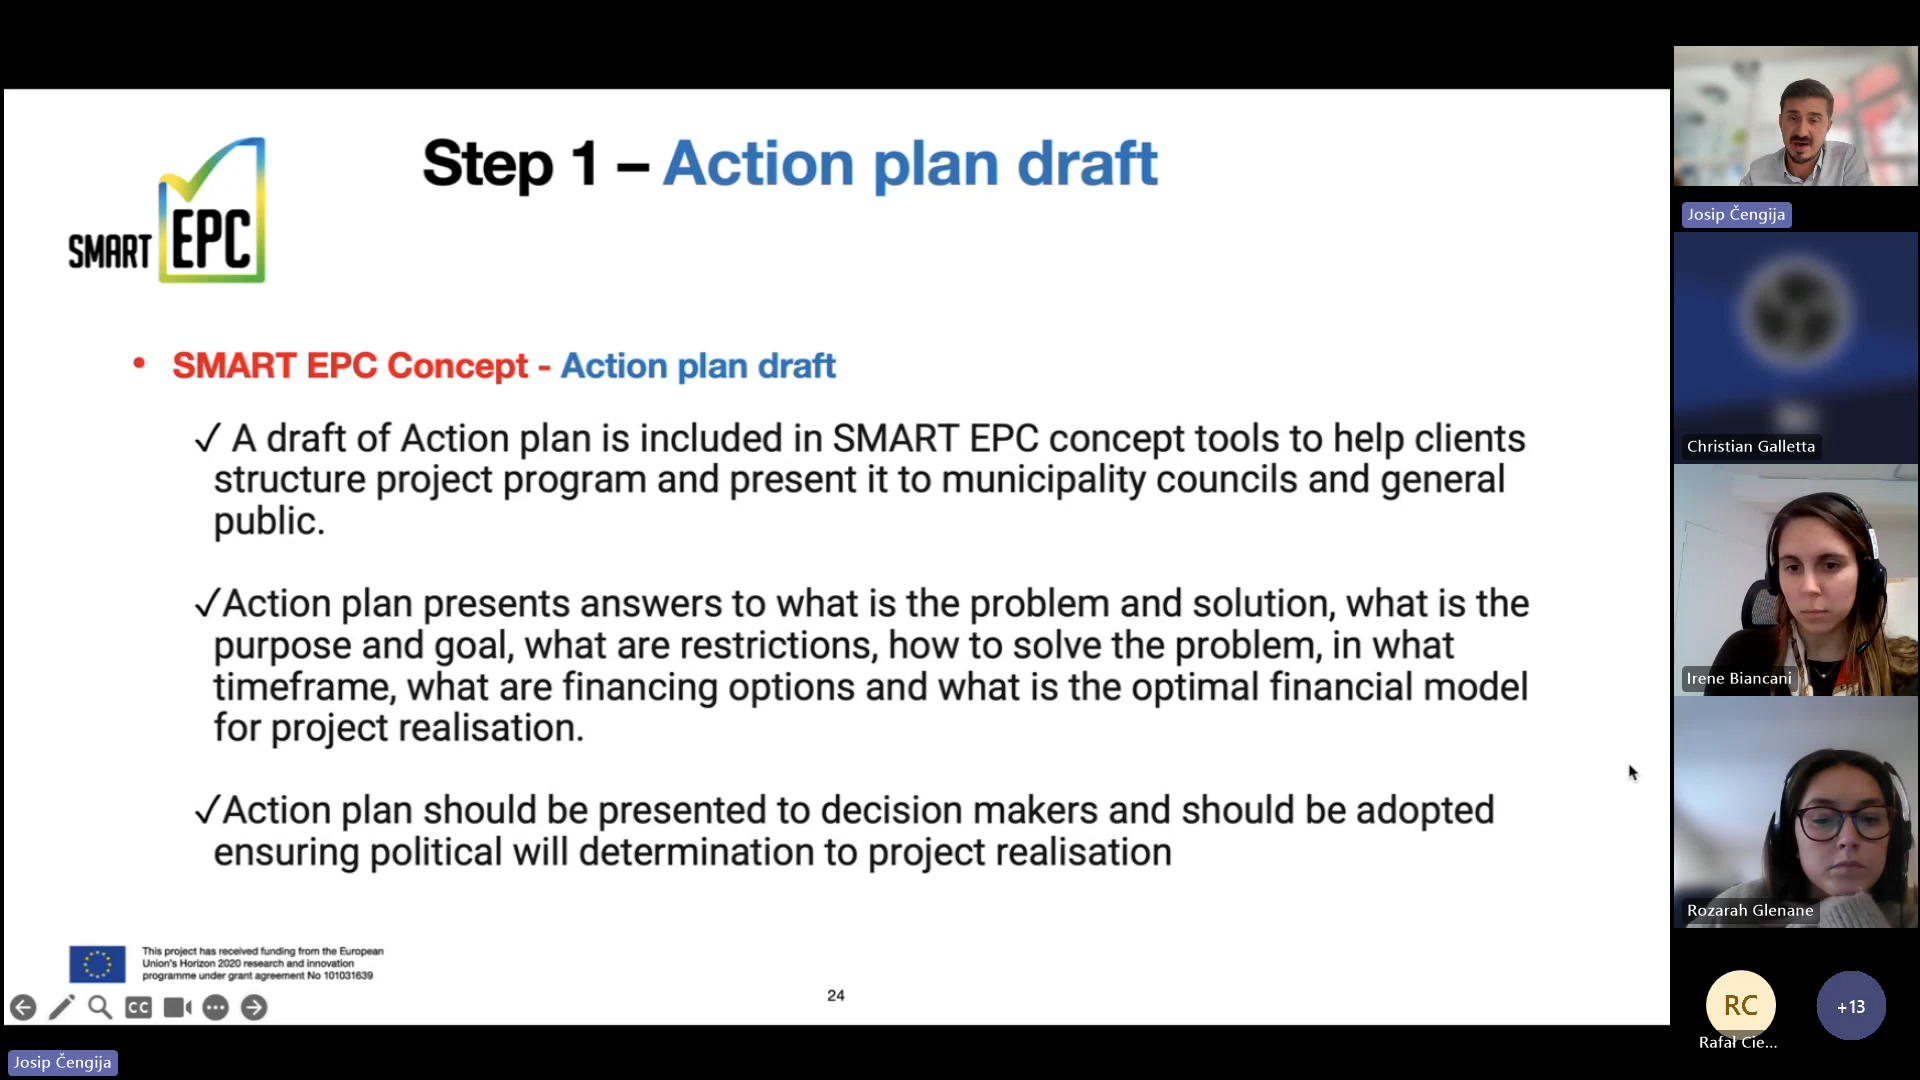 Step 1 – Action plan draft
SMART EPC
• SMART EPC Concept - Action plan draft
✓ A draft of Action plan is included in SMART EPC concept tools to help clients
structure project program and present it to municipality councils and general
public.
✓Action plan presents answers to what is the problem and solution, what is the
purpose and goal, what are restrictions, how to solve the problem, in what
timeframe, what are financing options and what is the optimal financial model
for project realisation.
✓Action plan should be presented to decision makers and should be adopted
ensuring political will determination to project realisation
This project has received funding from the European
Union's Horizon 2020 research and innovation
programme under grant agreement No 101031639
24
CC
Josip Čengija
Josip Čengija
Christian Galletta
Irene Biancani
Rozarah Glenane
RC
Rafał Cie...
+13